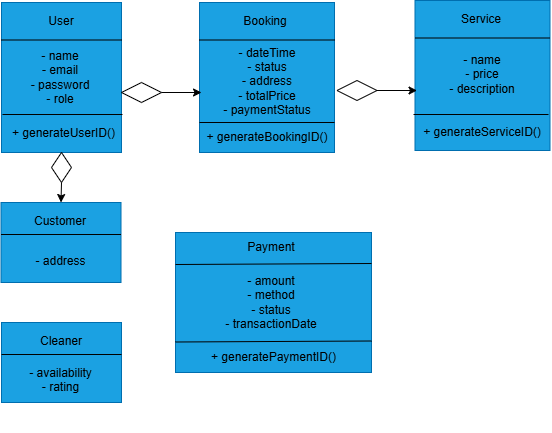 User
- name
- email
- password
- role
+ generateUserID()
Booking
- dateTime
- status
- address
- totalPrice
- paymentStatus
+ generateBookingID()
Service
- name
- price
- description
+ generateServiceID()
Customer
- address
Payment
- amount
- method
- status
- transactionDate
+ generatePaymentID()
Cleaner
- availability
- rating